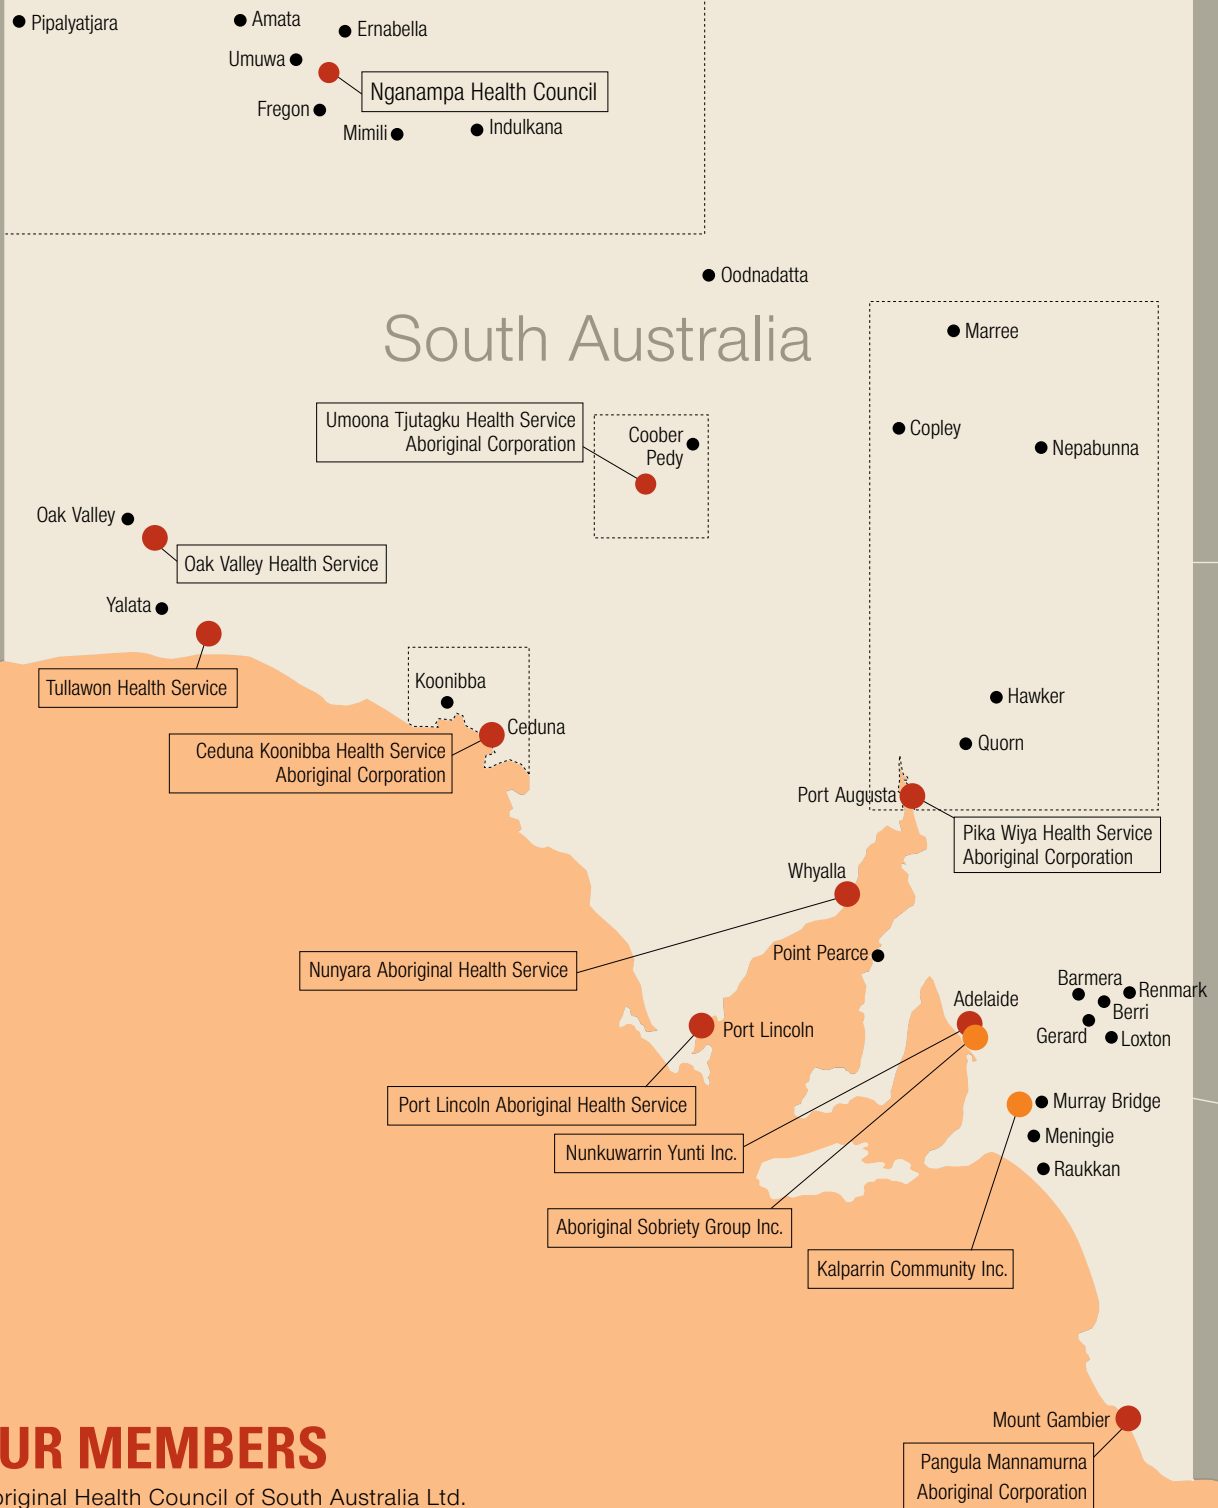 Pipalyatjara
Amata
Ernabella
Umuwa
Nganampa Health Council
Fregon
Mimili
Indulkana
Oodnadatta
South Australia
Marree
Umoona Tjutagku Health Service
Aboriginal Corporation
Coober
Pedy
Copley
Nepabunna
Oak Valley
Oak Valley Health Service
Yalata
Tullawon Health Service
Koonibba
Ceduna
Ceduna Koonibba Health Service
Aboriginal Corporation
Hawker
Quorn
Port Augusta
Pika Wiya Health Service
Aboriginal Corporation
Whyalla
Nunyara Aboriginal Health Service
Point Pearce
Barmera
Renmark
Berri
Gerard
Loxton
Adelaide
Port Lincoln
Port Lincoln Aboriginal Health Service
Murray Bridge
Meningie
Raukkan
Nunkuwarrin Yunti Inc.
Aboriginal Sobriety Group Inc.
Kalparrin Community Inc.
Mount Gambier
Pangula Mannamurna
Aboriginal Corporation
UR MEMBERS
original Health Council of South Australia Ltd.